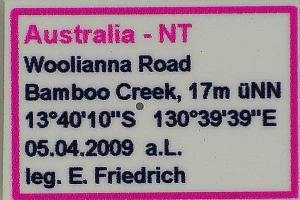 Australia - NT
Woolianna Road
Bamboo Creek, 17m üNN
13°40'10"S 130°39'39"E
05.04.2009 a.L.
leg. E. Friedrich